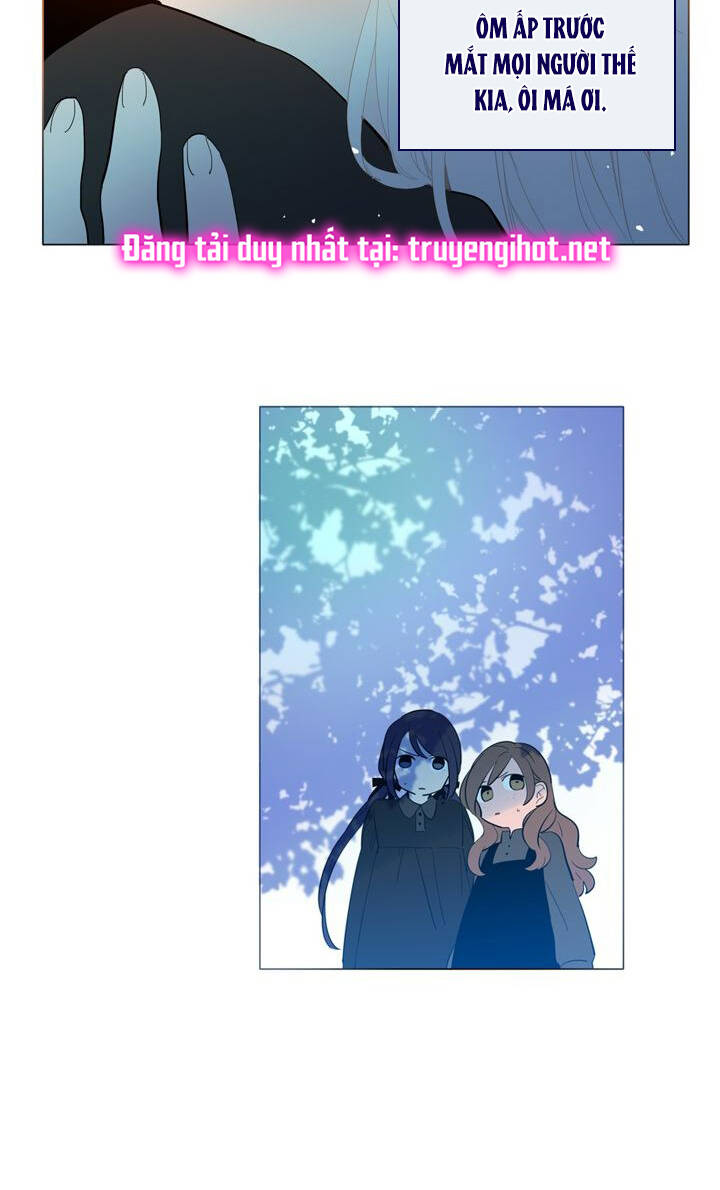 ÔM ẤP TRƯỚC
MẮT MỌI NGƯỜI THẾ
KIA, ÔI MÁ ƠI.
Đăng tải duy nhất tại: truyengihot.net